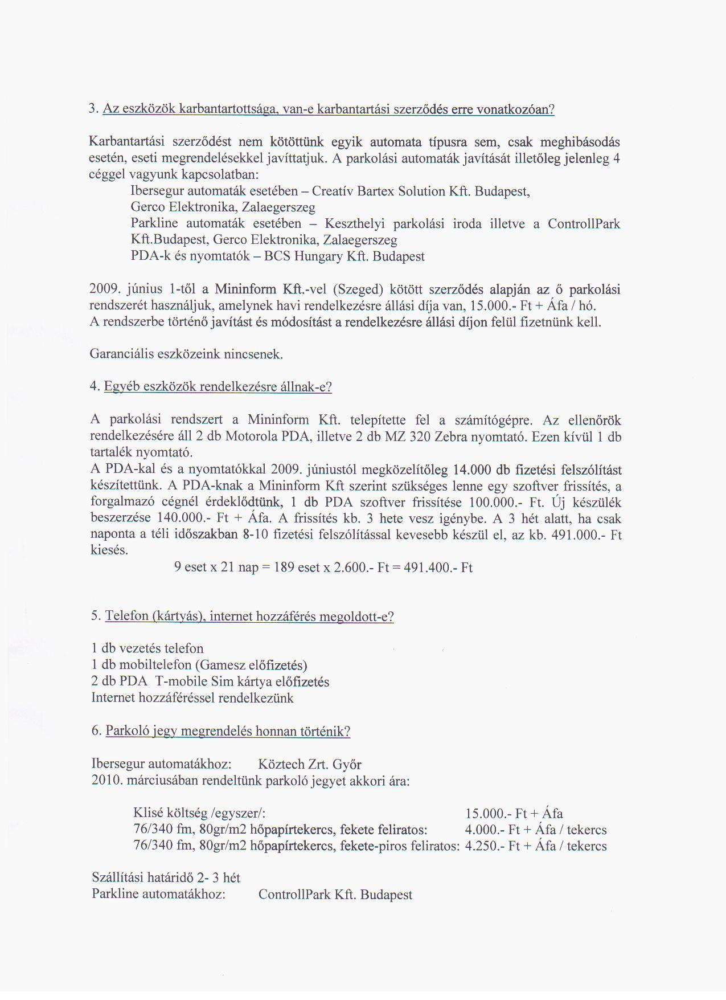 3. Az eszközök karbantartottsága, van-e karbantartási szerződés erre vonatkozóan?
Karbantartási szerződést nem kötöttünk egyik automata típusra sem, csak meghibásodás
esetén, eseti megrendelésekkel javíttatjuk. A parkolási automaták javítását illetőleg jelenleg 4
céggel vagyunk kapcsolatban:
Ibersegur automaták esetében – Creatív Bartex Solution Kft. Budapest,
Gerco Elektronika, Zalaegerszeg
Parkline automaták esetében – Keszthelyi parkolási iroda illetve a ControllPark
Kft.Budapest, Gerco Elektronika, Zalaegerszeg
PDA-k és nyomtatók – BCS Hungary Kft. Budapest
2009. június 1-től a Mininform Kft.-vel (Szeged) kötött szerződés alapján az ő parkolási
rendszerét használjuk, amelynek havi rendelkezésre állási díja van, 15.000.- Ft + Áfa / hó.
A rendszerbe történő javítást és módosítást a rendelkezésre állási díjon felül fizetnünk kell.
Garanciális eszközeink nincsenek.
4. Egyéb eszközök rendelkezésre állnak-e?
A parkolási rendszert a Mininform Kft. telepítette fel a számítógépre. Az ellenőrök
rendelkezésére áll 2 db Motorola PDA, illetve 2 db MZ 320 Zebra nyomtató. Ezen kívül 1 db
tartalék nyomtató.
A PDA-kal és a nyomtatókkal 2009. júniustól megközelítőleg 14.000 db fizetési felszólítást
készítettünk. A PDA-knak a Mininform Kft szerint szükséges lenne egy szoftver frissítés, a
forgalmazó cégnél érdeklődtünk, 1 db PDA szoftver frissítése 100.000.- Ft. Új készülék
beszerzése 140.000.- Ft + Áfa. A frissítés kb. 3 hete vesz igénybe. A 3 hét alatt, ha csak
naponta a téli időszakban 8-10 fizetési felszólítással kevesebb készül el, az kb. 491.000.- Ft
kiesés.
9 eset x 21 nap = 189 eset x 2.600.- Ft = 491.400.- Ft
5. Telefon (kártyás), internet hozzáférés megoldott-e?
1 db vezetés telefon
1 db mobiltelefon (Gamesz előfizetés)
2 db PDA T-mobile Sim kártya előfizetés
Internet hozzáféréssel rendelkezünk
6. Parkoló jegy megrendelés honnan történik?
Ibersegur automatákhoz: Köztech Zrt. Győr
2010. márciusában rendeltünk parkoló jegyet akkori ára:
Klisé költség /egyszer/: 15.000.- Ft + Áfa
76/340 fm, 80gr/m2 hőpapírtekercs, fekete feliratos: 4.000.- Ft + Áfa / tekercs
76/340 fm, 80gr/m2 hőpapírtekercs, fekete-piros feliratos: 4.250.- Ft + Áfa / tekercs
Szállítási határidő 2- 3 hét
Parkline automatákhoz: ControllPark Kft. Budapest